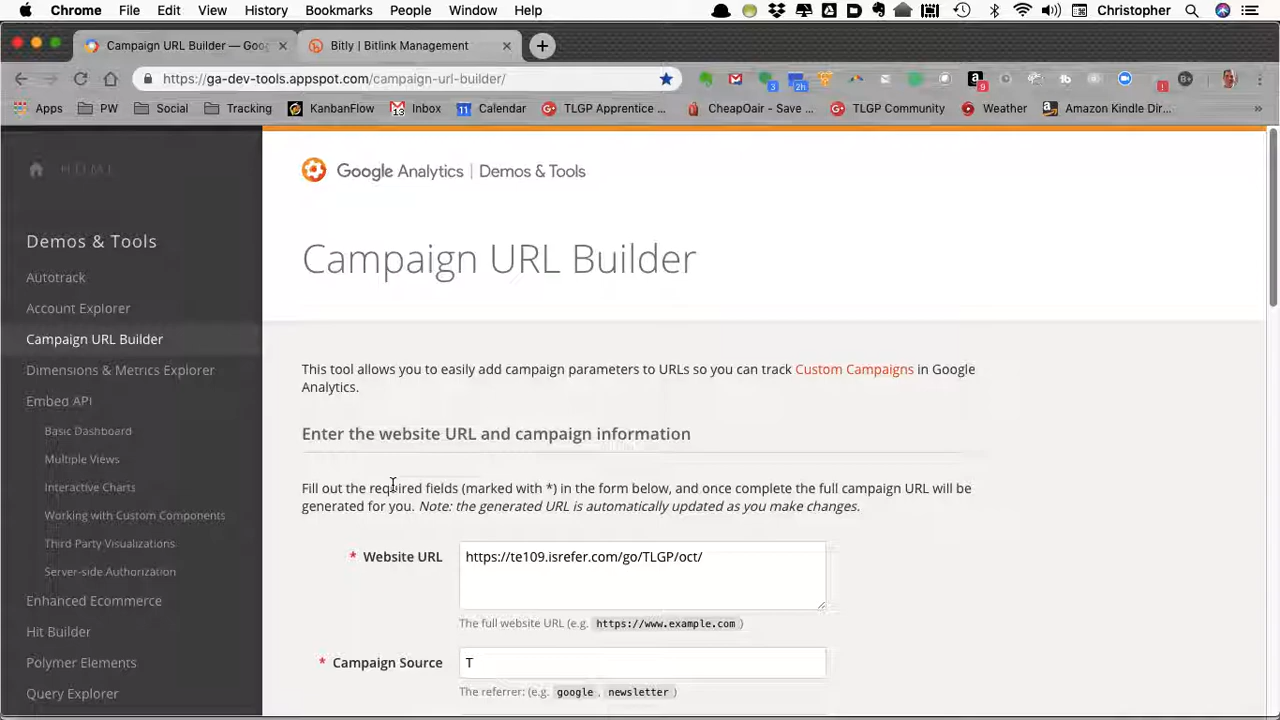 Chrome File Edit View History Bookmarks People Window Help Christopher
Campaign URL Builder — Goo
Bitly | Bitlink Management
https://ga-dev-tools.appspot.com/campaign-url-builder/
3 2h 9
Apps PW Social Tracking KanbanFlow 13 Inbox 11 Calendar TLGP Apprentice ... CheapOair - Save ... TLGP Community Weather Amazon Kindle Dir... »
HOME
Google Analytics | Demos & Tools
Demos & Tools
Autotrack
Account Explorer
Campaign URL Builder
Dimensions & Metrics Explorer
Embed API
Basic Dashboard
Multiple Views
Interactive Charts
Working with Custom Components
Third Party Visualizations
Server-side Authorization
Enhanced Ecommerce
Hit Builder
Polymer Elements
Query Explorer
Campaign URL Builder
This tool allows you to easily add campaign parameters to URLs so you can track Custom Campaigns in Google
Analytics.
Enter the website URL and campaign information
Fill out the required fields (marked with *) in the form below, and once complete the full campaign URL will be
generated for you. Note: the generated URL is automatically updated as you make changes.
* Website URL
https://te109.isrefer.com/go/TLGP/oct/
The full website URL (e.g. https://www.example.com )
* Campaign Source
T
The referrer: (e.g. google , newsletter )